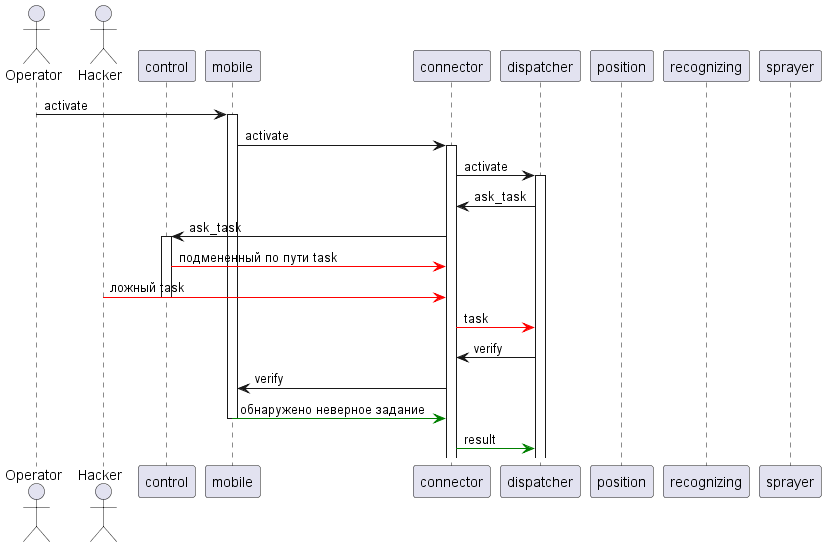 Operator Hacker control mobile connector dispatcher position recognizing sprayer
activate
activate
activate
ask_task
ask_task
подмененный по пути task
ложный task
task
verify
verify
обнаружено неверное задание
result
Operator Hacker control mobile connector dispatcher position recognizing sprayer